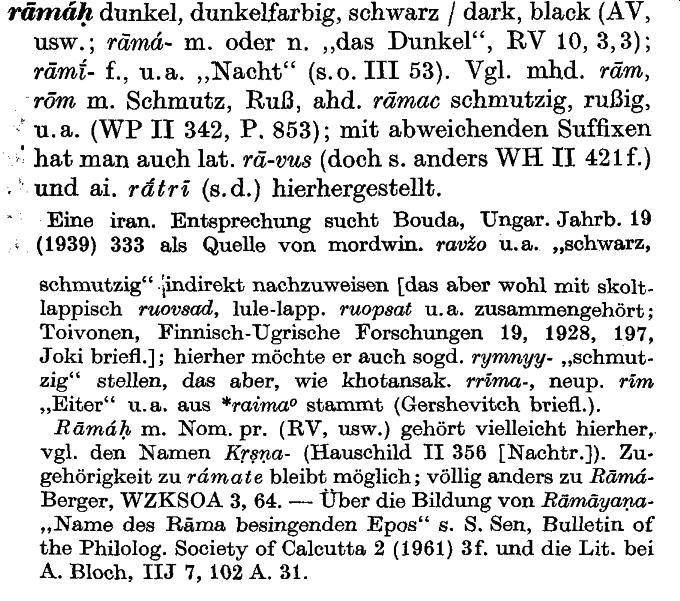 rāmáḥ dunkel, dunkelfarbig, schwarz / dark, black (AV,
usw.; rāmá- m. oder n. „das Dunkel“, RV 10, 3,3);
rāmī́- f., u. a. „Nacht“ (s. o. III 53). Vgl. mhd. rām,
rōm m. Schmutz, Ruß, ahd. rāmac schmutzig, rußig,
u. a. (WP II 342, P. 853); mit abweichenden Suffixen
hat man auch lat. rā-vus (doch s. anders WH II 421 f.)
und ai. rā́trī (s. d.) hierhergestellt.
Eine iran. Entsprechung sucht Bouda, Ungar. Jahrb. 19
(1939) 333 als Quelle von mordwin. ravžo u. a. „schwarz,
schmutzig“ indirekt nachzuweisen [das aber wohl mit skolt-
lappisch ruovsad, lule-lapp. ruopsat u. a. zusammengehört;
Toivonen, Finnisch-Ugrische Forschungen 19, 1928, 197,
Joki briefl.]; hierher möchte er auch sogd. rymnyy- „schmut-
zig“ stellen, das aber, wie khotansak. rrīma-, neup. rīm
„Eiter“ u. a. aus *raimaº stammt (Gershevitch briefl.).
Rāmáḥ m. Nom. pr. (RV, usw.) gehört vielleicht hierher,
vgl. den Namen Kṛṣṇa- (Hauschild II 356 [Nachtr.]). Zu-
gehörigkeit zu rámate bleibt möglich; völlig anders zu Rāmá-
Berger, WZKSOA 3, 64. — Über die Bildung von Rāmāyaṇa-
„Name des Rāma besingenden Epos“ s. S. Sen, Bulletin of
the Philolog. Society of Calcutta 2 (1961) 3 f. und die Lit. bei
A. Bloch, IIJ 7, 102 A. 31.